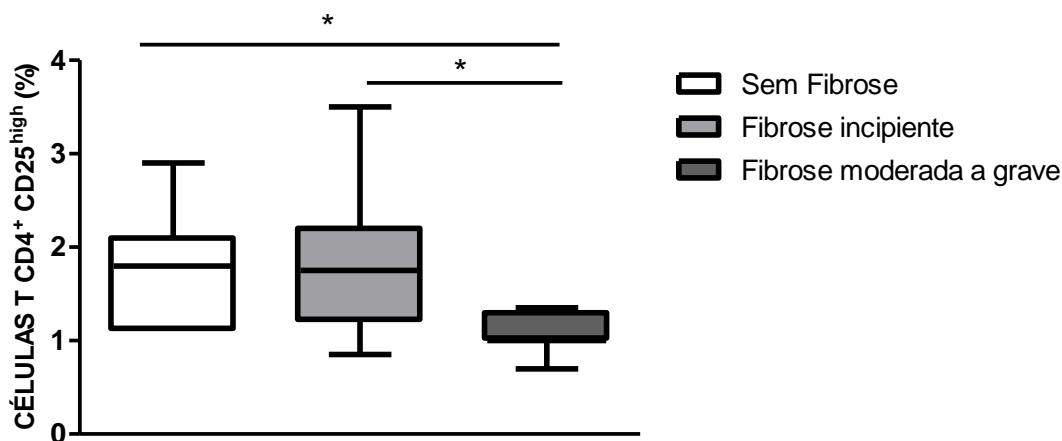 *
*
4
3
2
1
0
CÉLULAS T CD4⁺ CD25ʰⁱᵍʰ (%)
Sem Fibrose
Fibrose incipiente
Fibrose moderada a grave